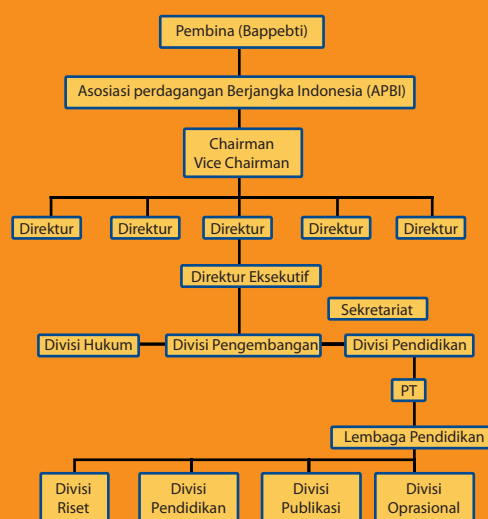 Pembina (Bappebti)
Asosiasi perdagangan Berjangka Indonesia (APBI)
Chairman
Vice Chairman
Direktur
Direktur
Direktur
Direktur
Direktur
Direktur Eksekutif
Sekretariat
Divisi Hukum
Divisi Pengembangan
Divisi Pendidikan
PT
Lembaga Pendidikan
Divisi
Riset
Divisi
Pendidikan
Divisi
Publikasi
Divisi
Oprasional